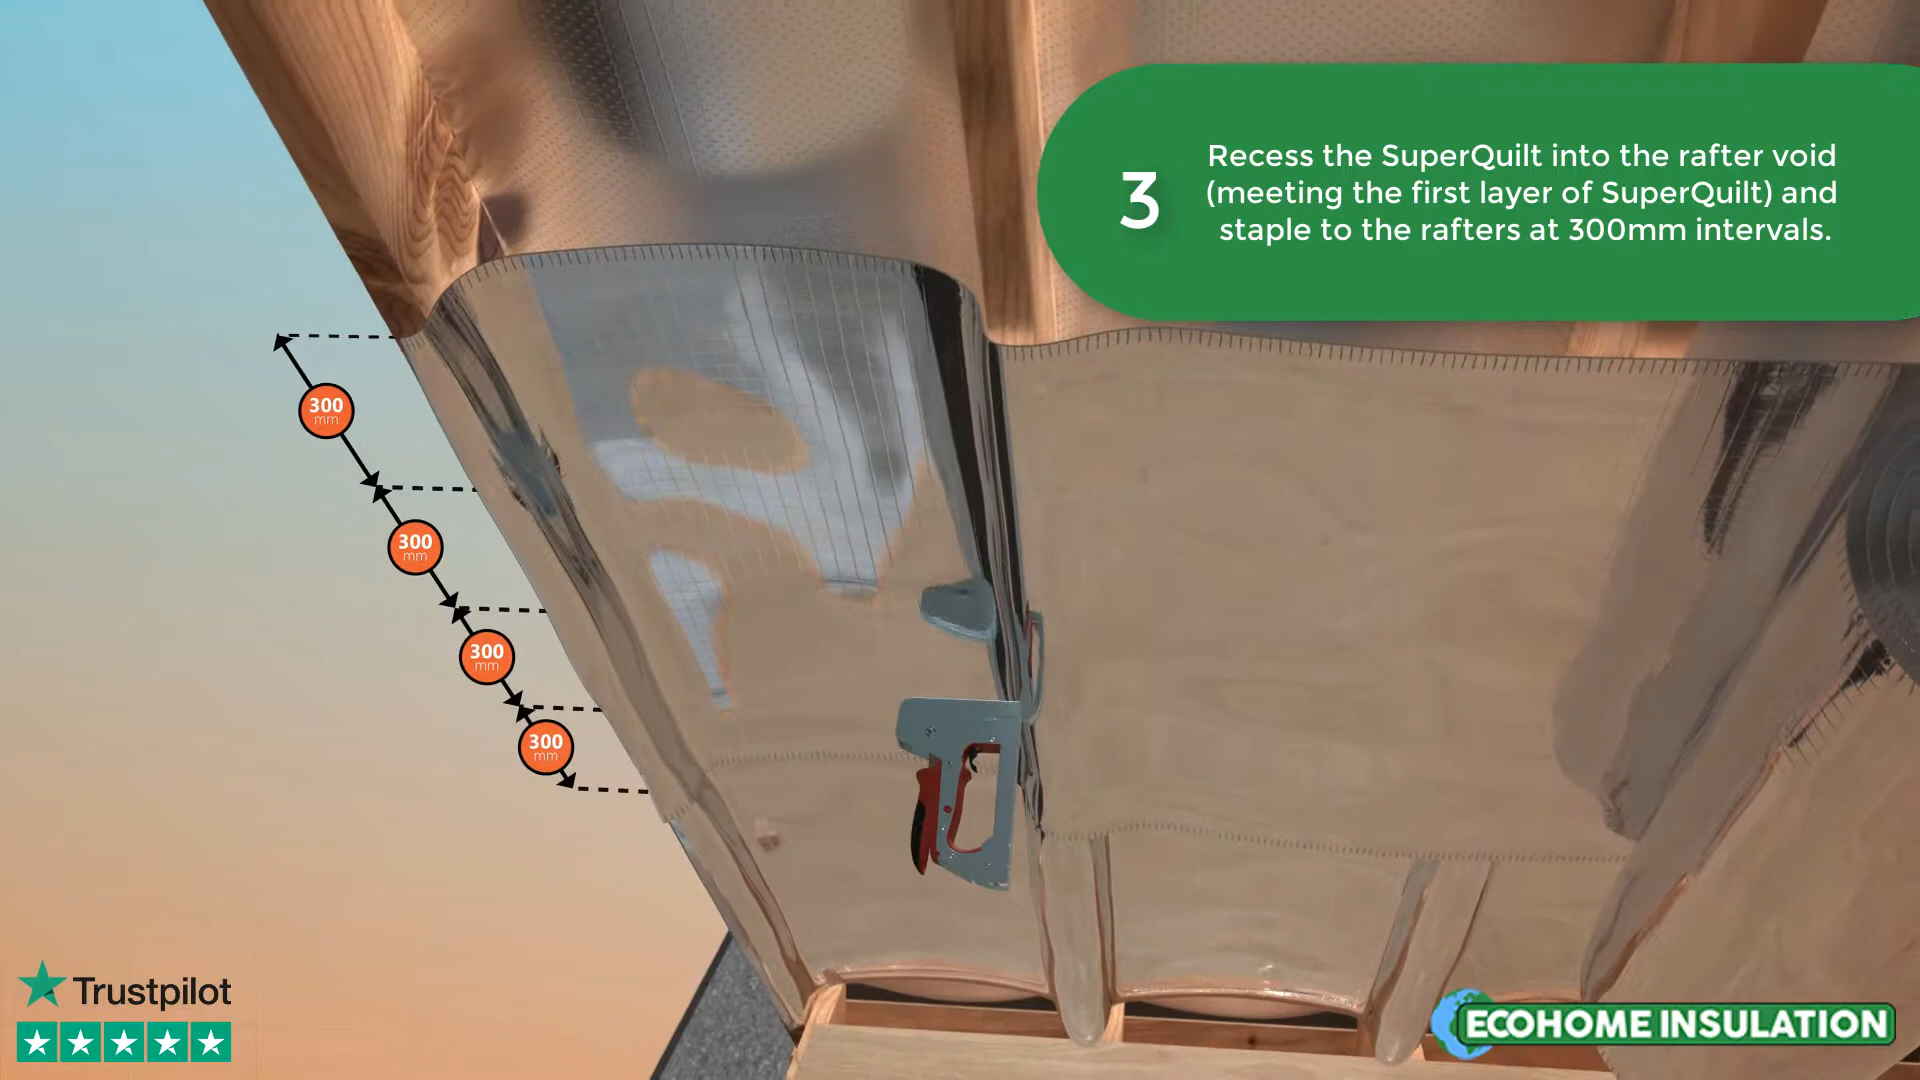 3
Recess the SuperQuilt into the rafter void
(meeting the first layer of SuperQuilt) and
staple to the rafters at 300mm intervals.
300
mm
300
mm
300
mm
300
mm
Trustpilot
ECOHOME INSULATION